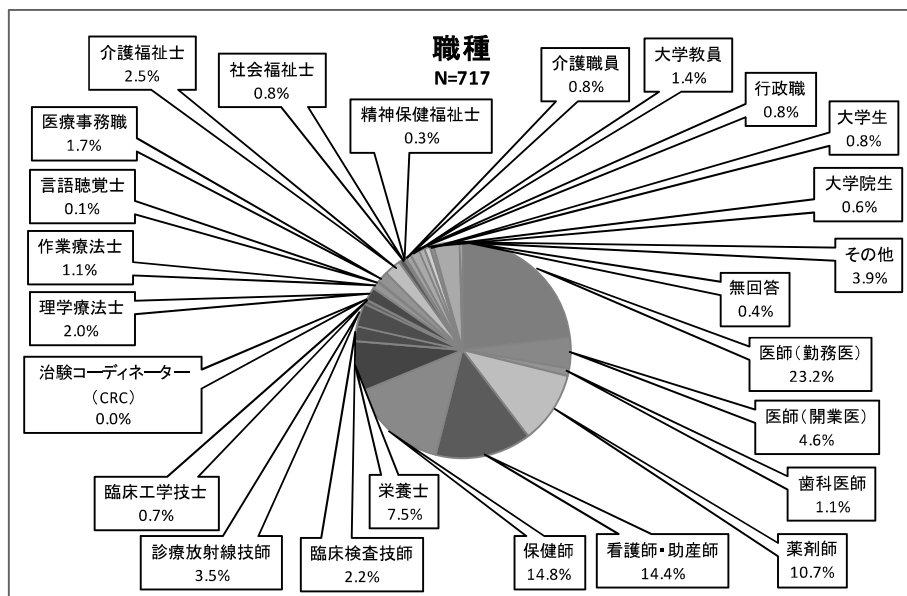 職種
N=717
介護福祉士
2.5%
社会福祉士
0.8%
精神保健福祉士
0.3%
介護職員
0.8%
大学教員
1.4%
行政職
0.8%
大学生
0.8%
大学院生
0.6%
その他
3.9%
無回答
0.4%
医師（勤務医）
23.2%
医師（開業医）
4.6%
歯科医師
1.1%
薬剤師
10.7%
看護師・助産師
14.4%
保健師
14.8%
栄養士
7.5%
臨床検査技師
2.2%
診療放射線技師
3.5%
臨床工学技士
0.7%
治験コーディネーター
（CRC）
0.0%
理学療法士
2.0%
作業療法士
1.1%
言語聴覚士
0.1%
医療事務職
1.7%